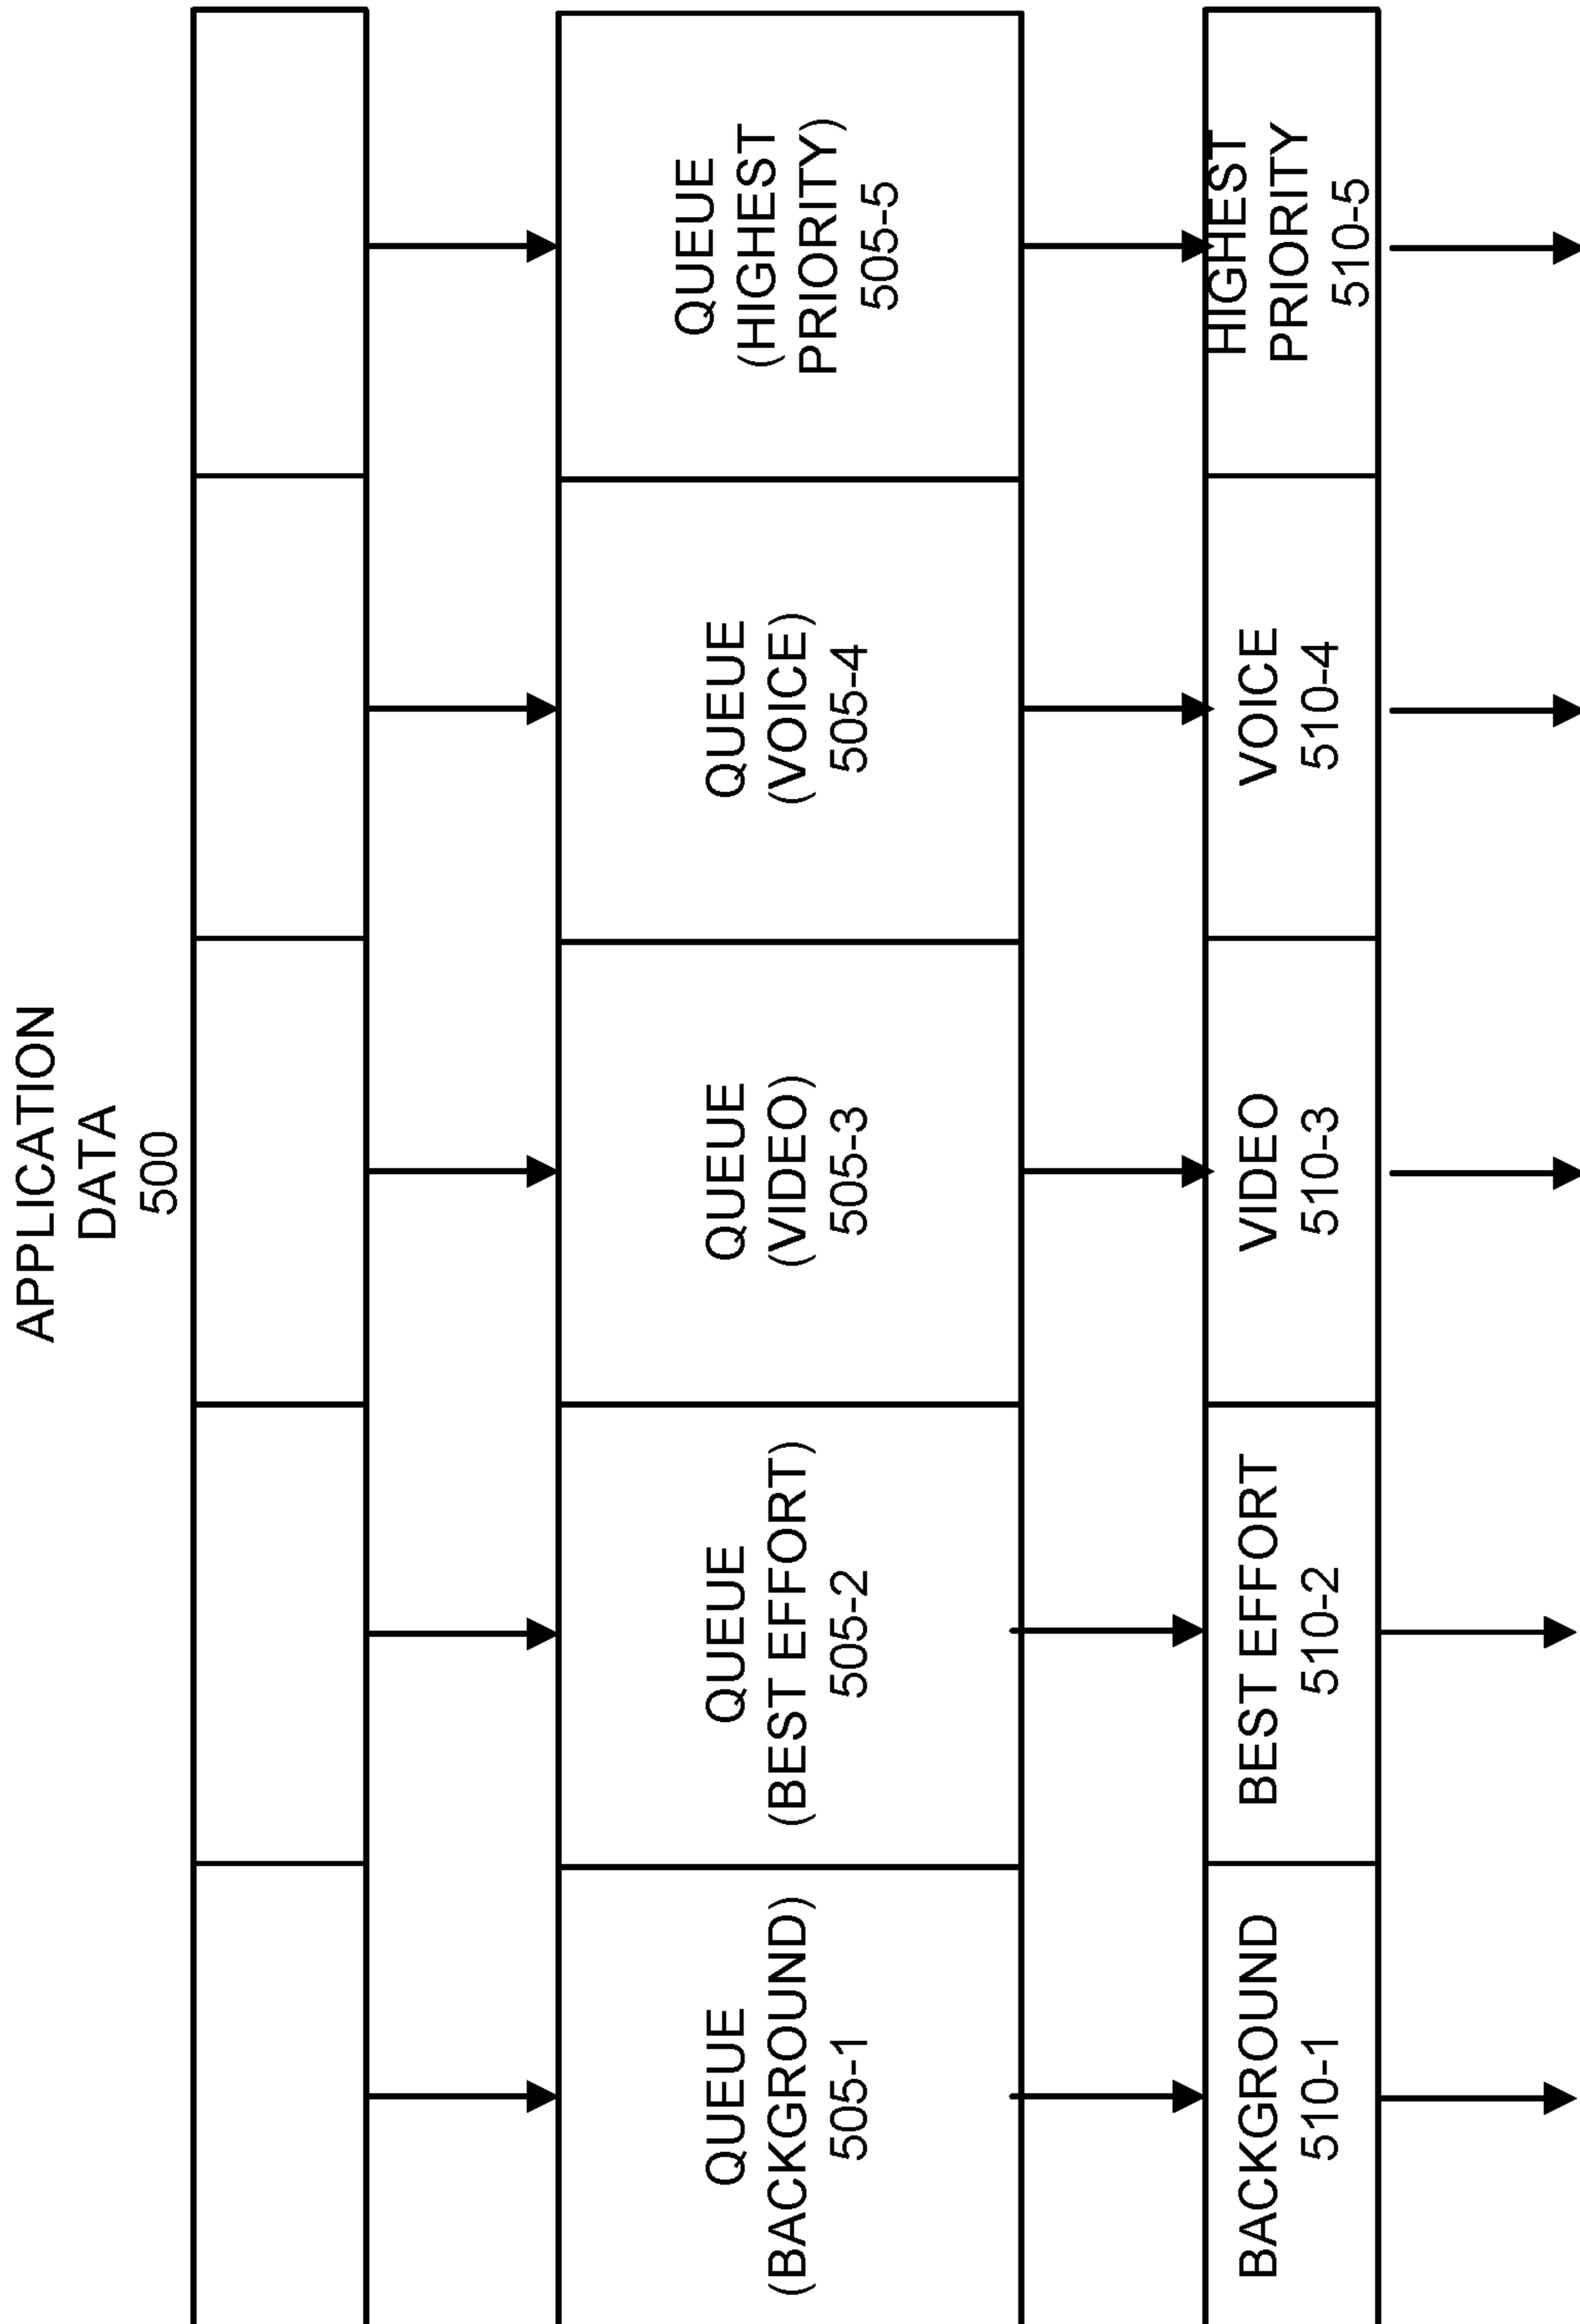 APPLICATION
DATA
500
QUEUE
(BACKGROUND)
505-1
QUEUE
(BEST EFFORT)
505-2
QUEUE
(VIDEO)
505-3
QUEUE
(VOICE)
505-4
QUEUE
(HIGHEST
PRIORITY)
505-5
BACKGROUND
510-1
BEST EFFORT
510-2
VIDEO
510-3
VOICE
510-4
HIGHEST
PRIORITY
510-5